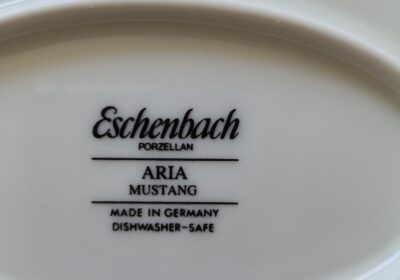 Eschenbach
PORZELLAN
ARIA
MUSTANG
MADE IN GERMANY
DISHWASHER-SAFE